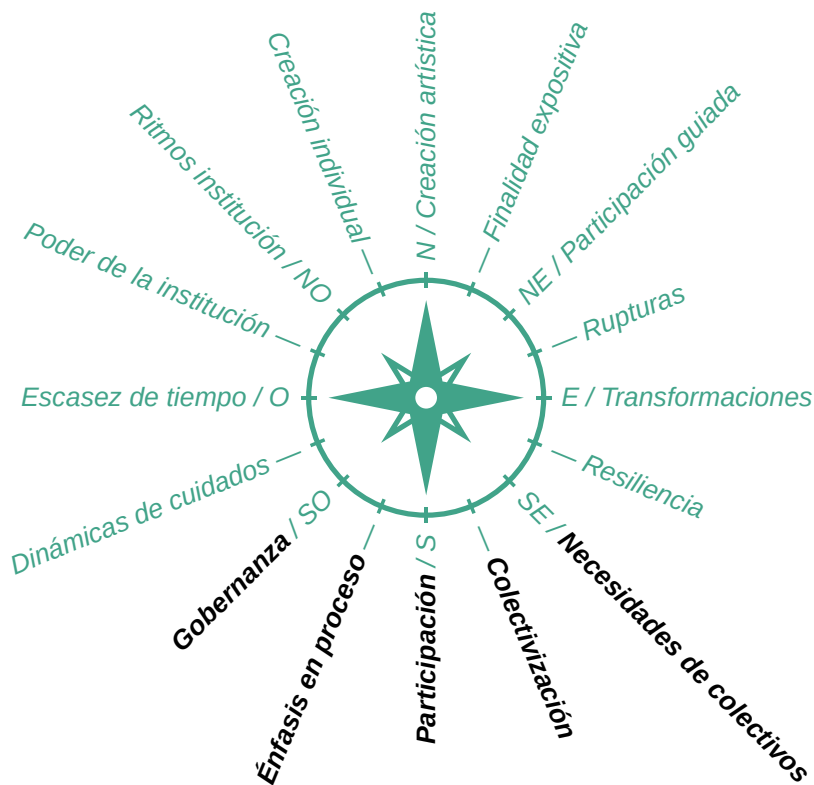 N / Creación artística
Finalidad expositiva
NE / Participación guiada
Rupturas
E / Transformaciones
Resiliencia
SE / Necesidades de colectivos
Colectivización
Participación / S
Énfasis en proceso
Gobernanza / SO
Dinámicas de cuidados
Escasez de tiempo / O
Poder de la institución
Ritmos institución / NO
Creación individual